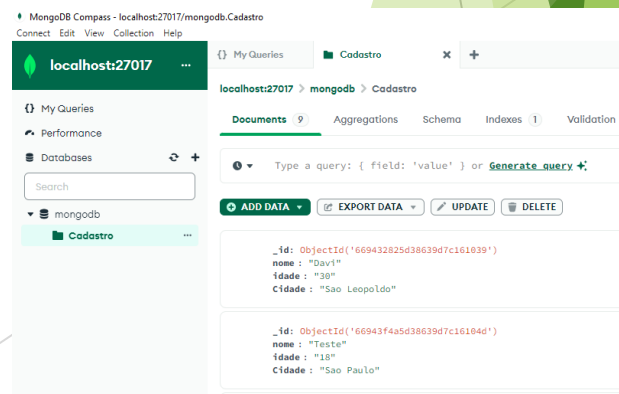 MongoDB Compass - localhost:27017/mongodb.Cadastro
Connect Edit View Collection Help
localhost:27017 ...
{} My Queries
Performance
Databases
Search
mongodb
Cadastro ...
{} My Queries Cadastro × +
localhost:27017 > mongodb > Cadastro
Documents 9 Aggregations Schema Indexes 1 Validation
Type a query: { field: 'value' } or Generate query
ADD DATA EXPORT DATA UPDATE DELETE
_id: ObjectId('669432825d38639d7c161039')
nome : "Davi"
idade : "30"
Cidade : "Sao Leopoldo"
_id: ObjectId('66943f4a5d38639d7c16104d')
nome : "Teste"
idade : "18"
Cidade : "Sao Paulo"